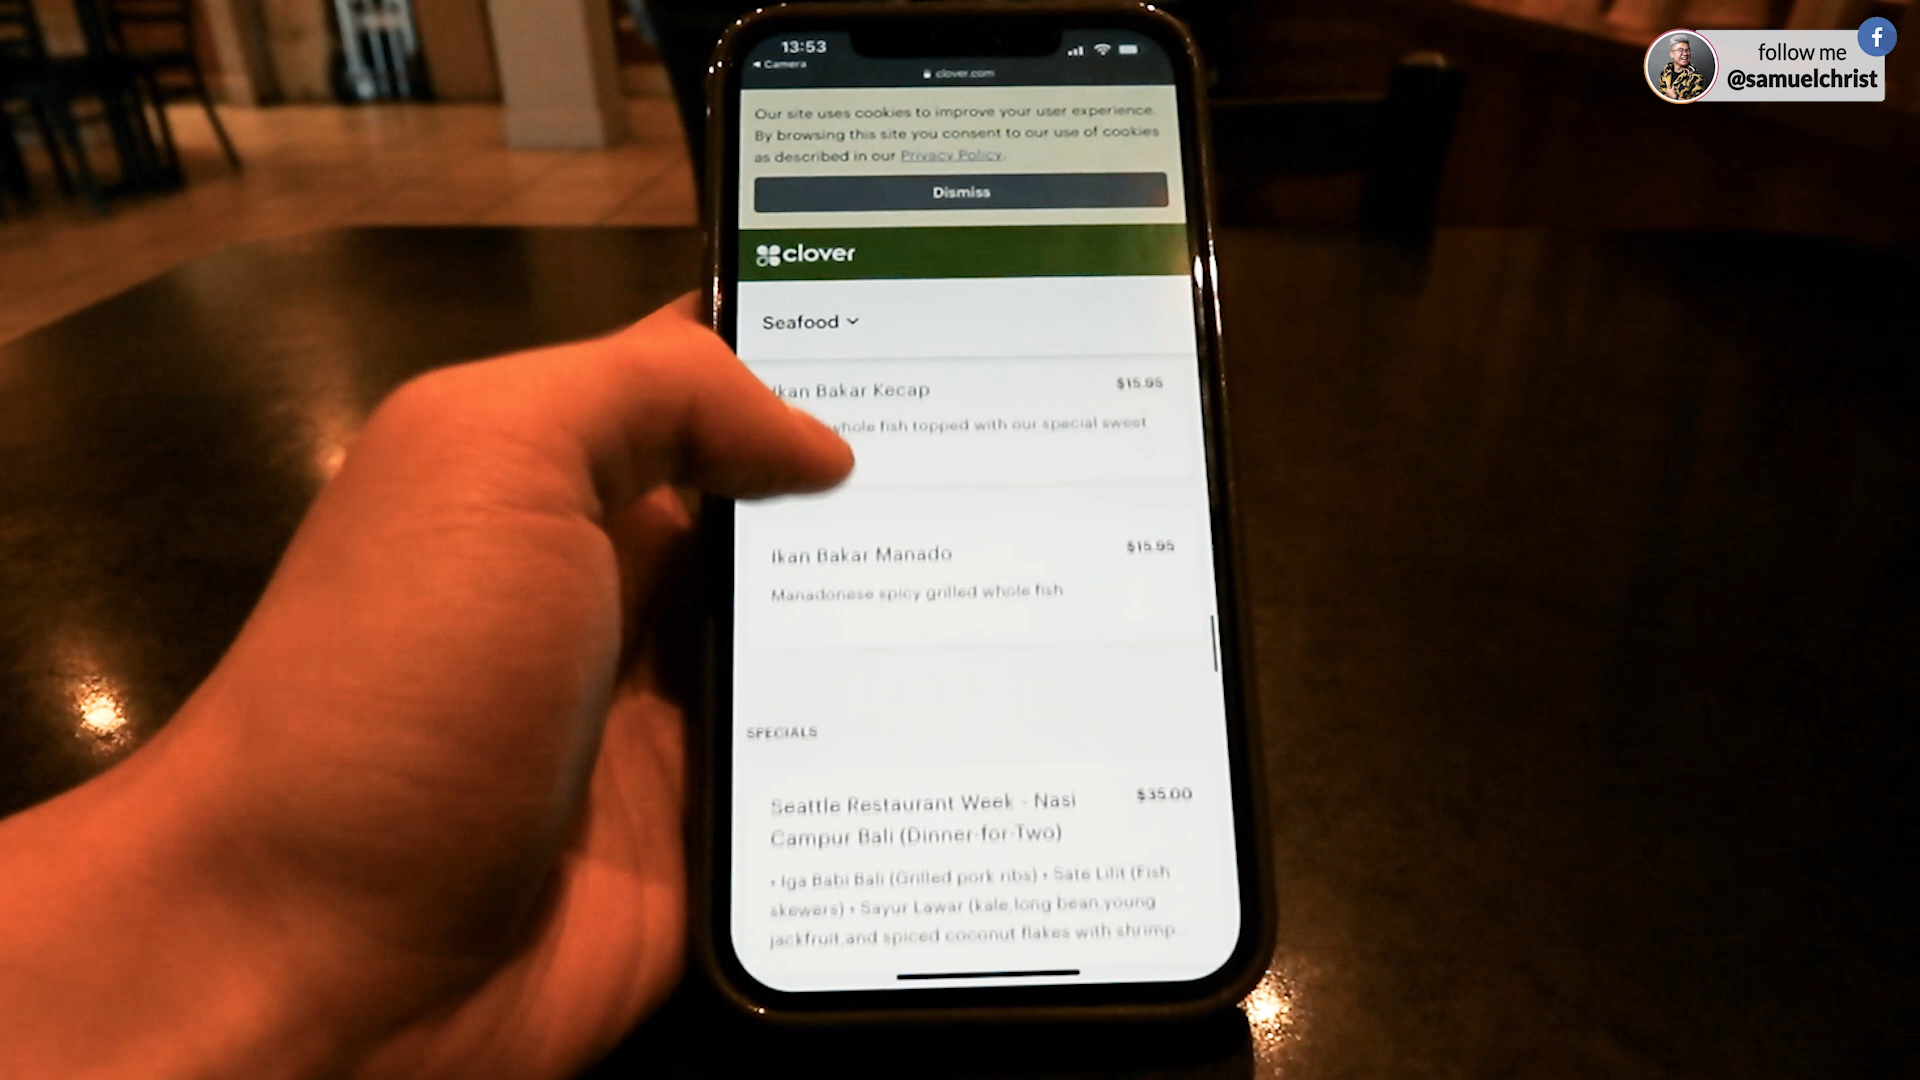 13:53
Camera
clover.com
Our site uses cookies to improve your user experience.
By browsing this site you consent to our use of cookies
as described in our Privacy Policy.
Dismiss
clover
Seafood
Ikan Bakar Kecap
$15.95
whole fish topped with our special sweet
Ikan Bakar Manado
$15.95
Manadonese spicy grilled whole fish
SPECIALS
Seattle Restaurant Week - Nasi
$35.00
Campur Bali (Dinner-for-Two)
• Iga Babi Bali (Grilled pork ribs) • Sate Lilit (Fish
skewers) • Sayur Lawar (kale,long bean,young
jackfruit,and spiced coconut flakes with shrimp...
follow me
@samuelchrist
f